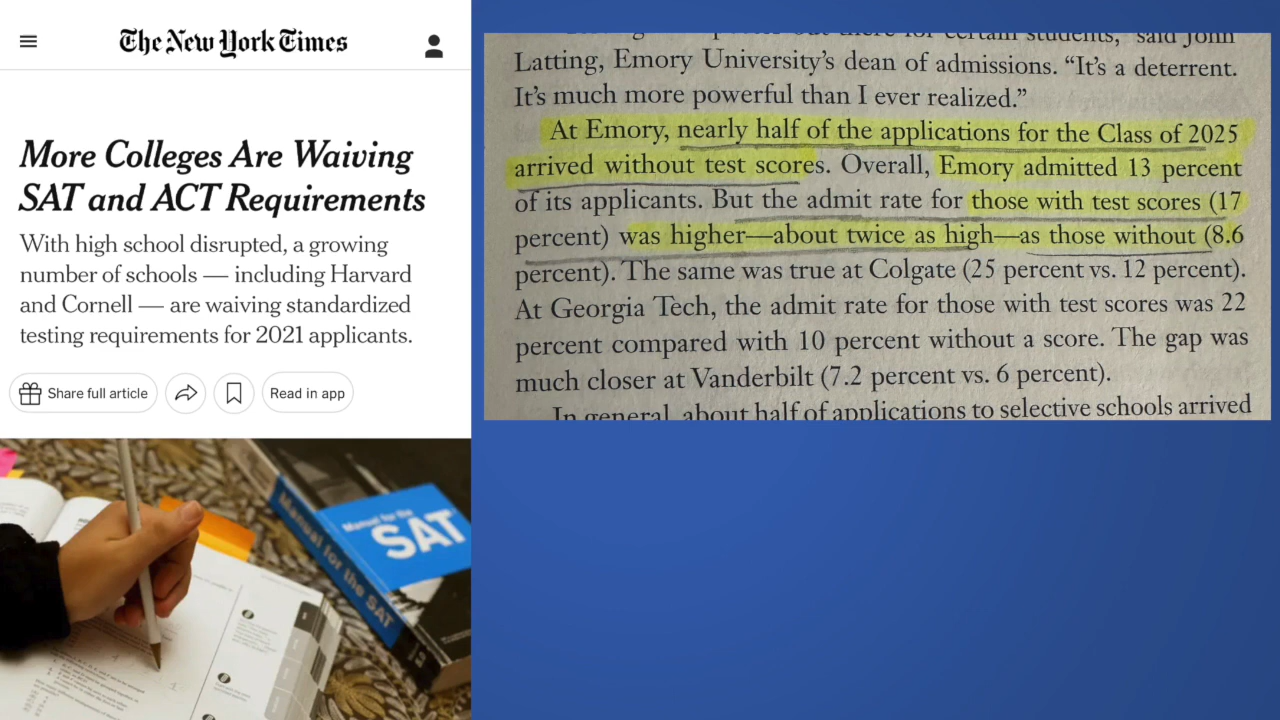 The New York Times
More Colleges Are Waiving
SAT and ACT Requirements
With high school disrupted, a growing
number of schools — including Harvard
and Cornell — are waiving standardized
testing requirements for 2021 applicants.
Share full article
Read in app
Manual for the
SAT
Manual for the SAT
certain students," said John
Latting, Emory University's dean of admissions. "It's a deterrent.
It's much more powerful than I ever realized."
At Emory, nearly half of the applications for the Class of 2025
arrived without test scores. Overall, Emory admitted 13 percent
of its applicants. But the admit rate for those with test scores (17
percent) was higher—about twice as high—as those without (8.6
percent). The same was true at Colgate (25 percent vs. 12 percent).
At Georgia Tech, the admit rate for those with test scores was 22
percent compared with 10 percent without a score. The gap was
much closer at Vanderbilt (7.2 percent vs. 6 percent).
In general, about half of applications to selective schools arrived